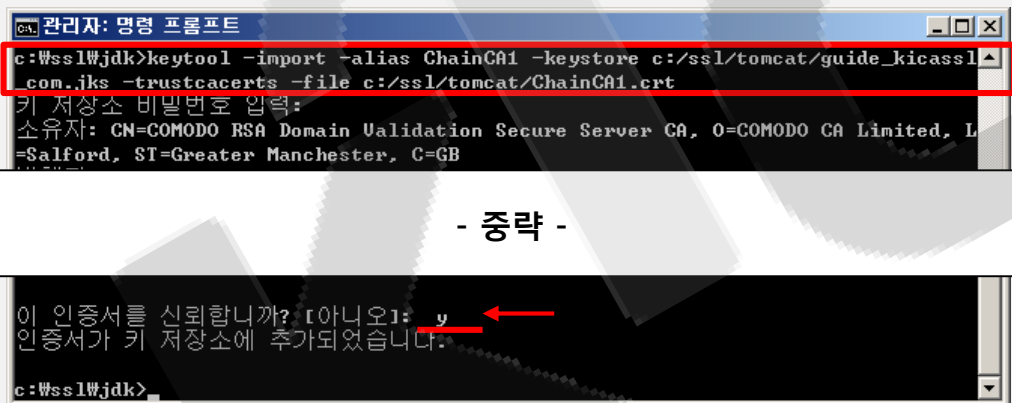 관리자: 명령 프롬프트
c:₩ssl₩jdk>keytool -import -alias ChainCA1 -keystore c:/ssl/tomcat/guide_kicassl
_com.jks -trustcacerts -file c:/ssl/tomcat/ChainCA1.crt
키 저장소 비밀번호 입력:
소유자: CN=COMODO RSA Domain Validation Secure Server CA, O=COMODO CA Limited, L
=Salford, ST=Greater Manchester, C=GB
- 중략 -
이 인증서를 신뢰합니까? [아니오]:  y
인증서가 키 저장소에 추가되었습니다.
c:₩ssl₩jdk>_